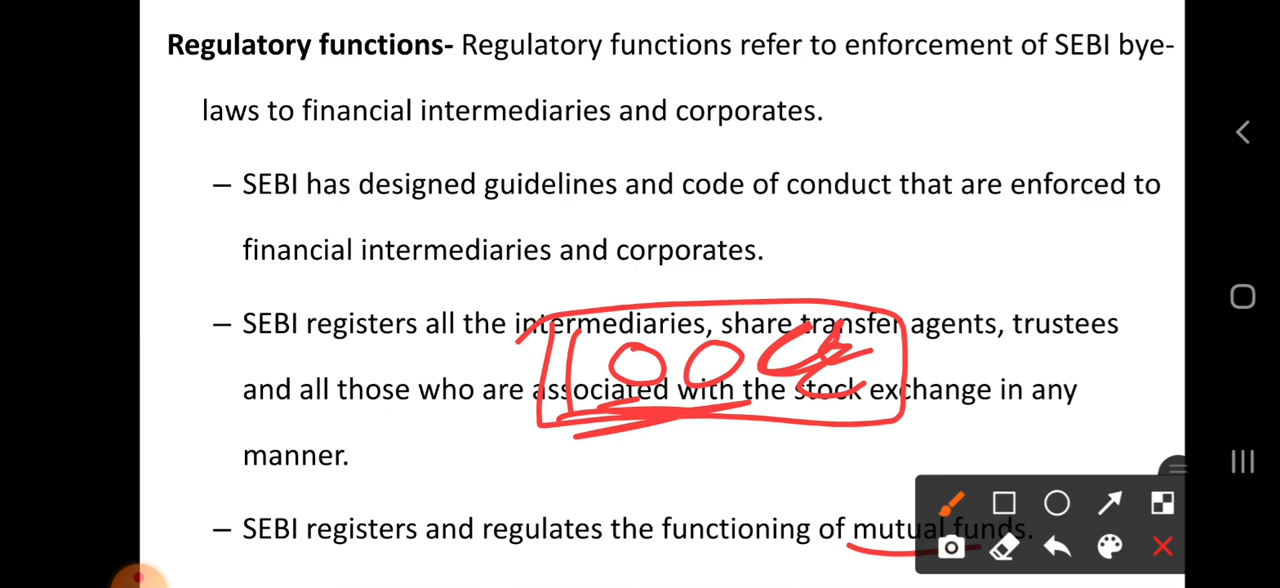 Regulatory functions- Regulatory functions refer to enforcement of SEBI bye-
laws to financial intermediaries and corporates.
– SEBI has designed guidelines and code of conduct that are enforced to
financial intermediaries and corporates.
– SEBI registers all the intermediaries, share transfer agents, trustees
and all those who are associated with the stock exchange in any
manner.
– SEBI registers and regulates the functioning of mutual funds.